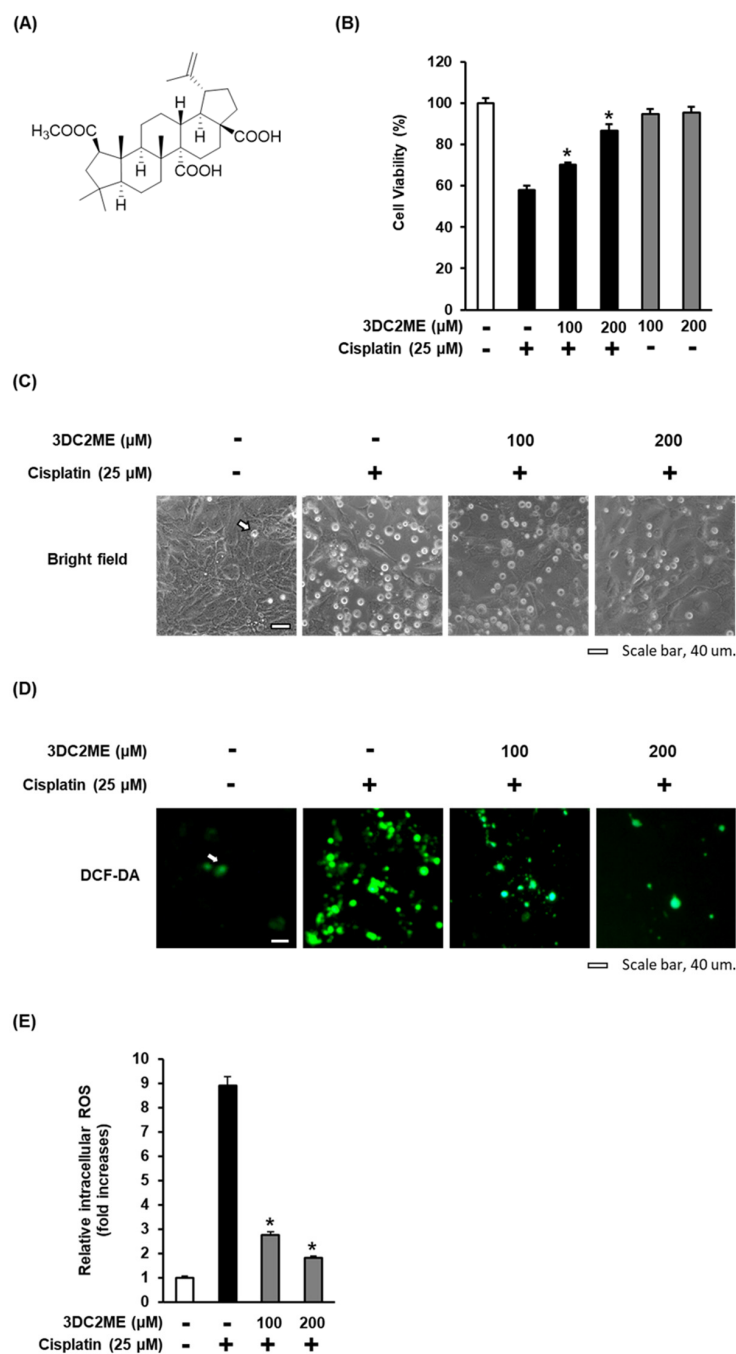 (A)
H₃COOC
H
H
H
H
COOH
COOH
(B)
Cell Viability (%)
120
100
80
60
40
20
0
*
*
3DC2ME (μM) - - 100 200 100 200
Cisplatin (25 μM) - + + + - -
(C)
3DC2ME (μM) - - 100 200
Cisplatin (25 μM) - + + +
Bright field
Scale bar, 40 um.
(D)
3DC2ME (μM) - - 100 200
Cisplatin (25 μM) - + + +
DCF-DA
Scale bar, 40 um.
(E)
Relative intracellular ROS
(fold increases)
10
9
8
7
6
5
4
3
2
1
0
*
*
3DC2ME (μM) - - 100 200
Cisplatin (25 μM) - + + +